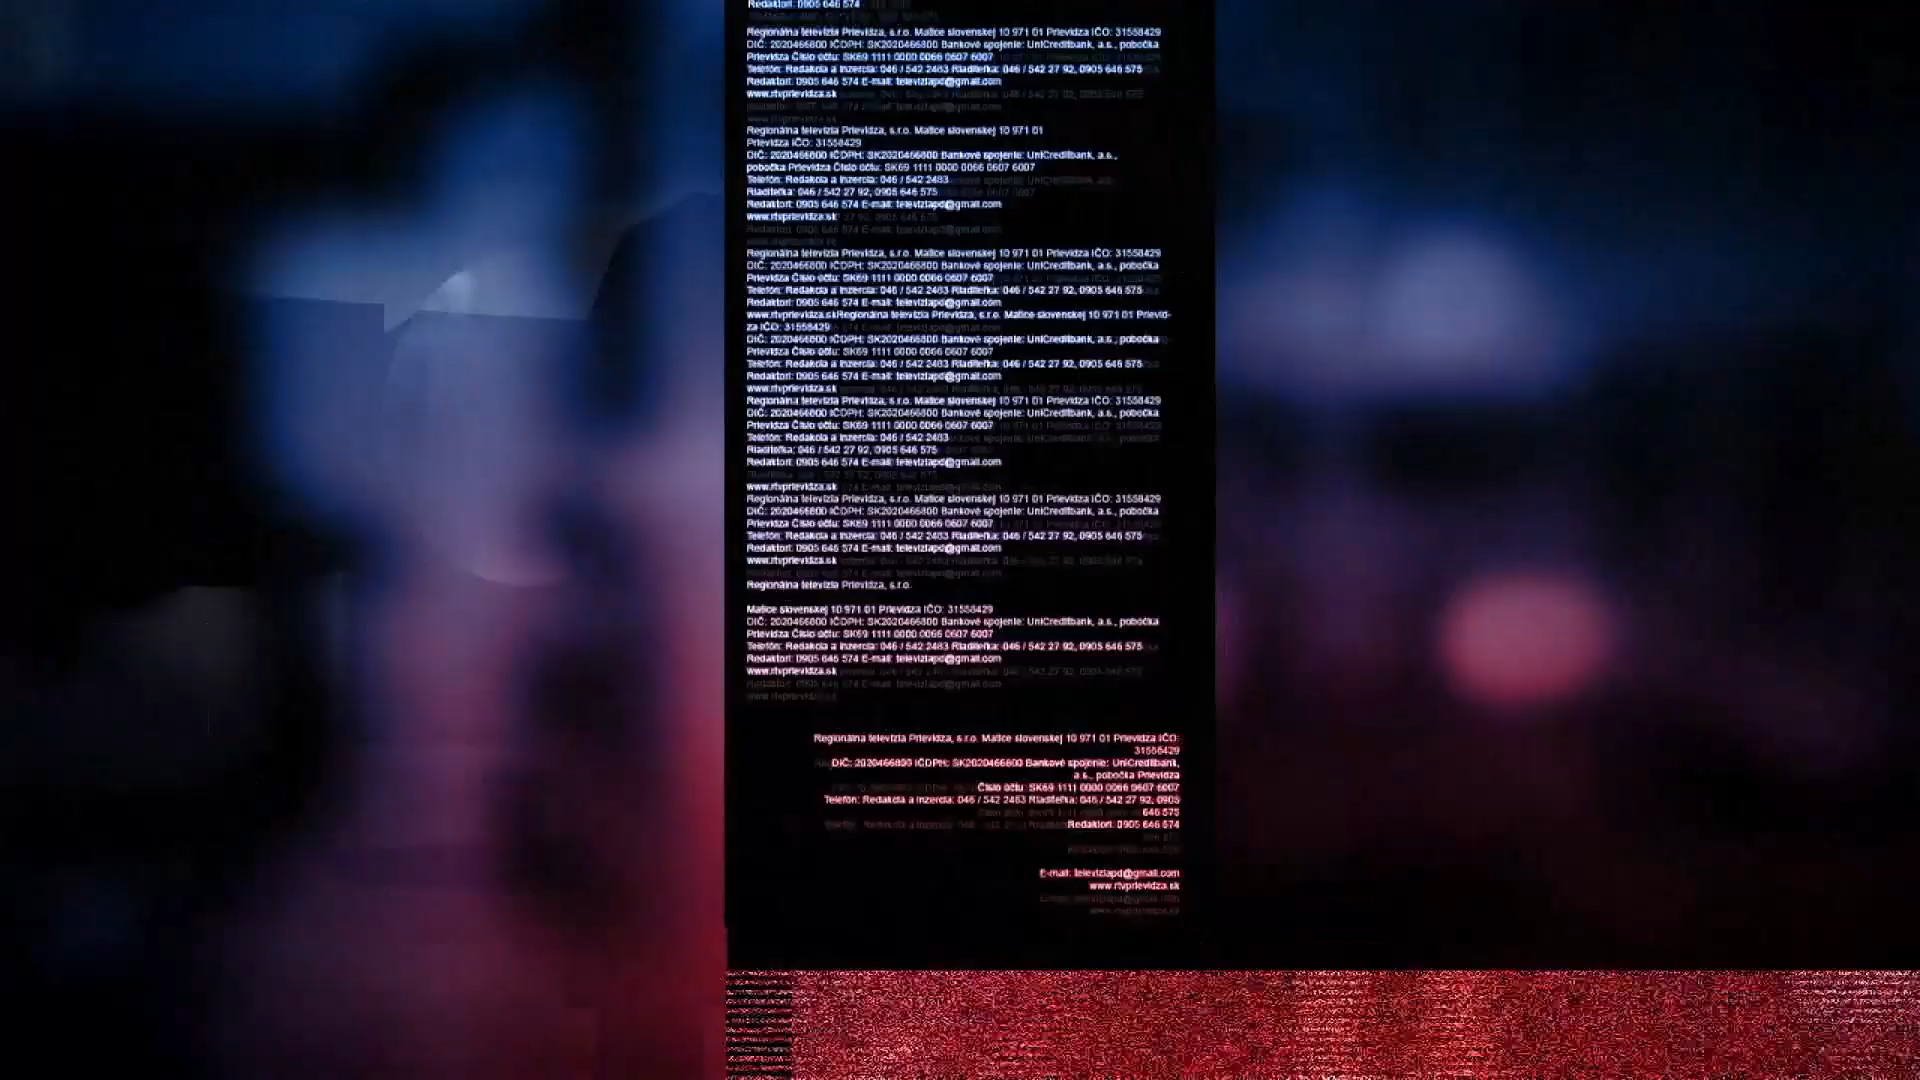 Redaktori: 0905 646 574
Regionálna televízia Prievidza, s.r.o. Matice slovenskej 10 971 01 Prievidza IČO: 31558429
DIČ: 2020466800 IČDPH: SK2020466800 Bankové spojenie: UniCreditbank, a.s., pobočka
Prievidza Číslo účtu: SK69 1111 0000 0066 0607 6007
Telefón: Redakcia a inzercia: 046 / 542 2483 Riaditeľka: 046 / 542 27 92, 0905 646 575
Redaktori: 0905 646 574 E-mail: televiziapd@gmail.com
www.rtvprievidza.sk
Regionálna televízia Prievidza, s.r.o. Matice slovenskej 10 971 01
Prievidza IČO: 31558429
DIČ: 2020466800 IČDPH: SK2020466800 Bankové spojenie: UniCreditbank, a.s.,
pobočka Prievidza Číslo účtu: SK69 1111 0000 0066 0607 6007
Telefón: Redakcia a inzercia: 046 / 542 2483
Riaditeľka: 046 / 542 27 92, 0905 646 575
Redaktori: 0905 646 574 E-mail: televiziapd@gmail.com
www.rtvprievidza.sk
Regionálna televízia Prievidza, s.r.o. Matice slovenskej 10 971 01 Prievidza IČO: 31558429
DIČ: 2020466800 IČDPH: SK2020466800 Bankové spojenie: UniCreditbank, a.s., pobočka
Prievidza Číslo účtu: SK69 1111 0000 0066 0607 6007
Telefón: Redakcia a inzercia: 046 / 542 2483 Riaditeľka: 046 / 542 27 92, 0905 646 575
Redaktori: 0905 646 574 E-mail: televiziapd@gmail.com
www.rtvprievidza.skRegionálna televízia Prievidza, s.r.o. Matice slovenskej 10 971 01 Prievid-
za IČO: 31558429
DIČ: 2020466800 IČDPH: SK2020466800 Bankové spojenie: UniCreditbank, a.s., pobočka
Prievidza Číslo účtu: SK69 1111 0000 0066 0607 6007
Telefón: Redakcia a inzercia: 046 / 542 2483 Riaditeľka: 046 / 542 27 92, 0905 646 575
Redaktori: 0905 646 574 E-mail: televiziapd@gmail.com
www.rtvprievidza.sk
Regionálna televízia Prievidza, s.r.o. Matice slovenskej 10 971 01 Prievidza IČO: 31558429
DIČ: 2020466800 IČDPH: SK2020466800 Bankové spojenie: UniCreditbank, a.s., pobočka
Prievidza Číslo účtu: SK69 1111 0000 0066 0607 6007
Telefón: Redakcia a inzercia: 046 / 542 2483
Riaditeľka: 046 / 542 27 92, 0905 646 575
Redaktori: 0905 646 574 E-mail: televiziapd@gmail.com
www.rtvprievidza.sk
Regionálna televízia Prievidza, s.r.o. Matice slovenskej 10 971 01 Prievidza IČO: 31558429
DIČ: 2020466800 IČDPH: SK2020466800 Bankové spojenie: UniCreditbank, a.s., pobočka
Prievidza Číslo účtu: SK69 1111 0000 0066 0607 6007
Telefón: Redakcia a inzercia: 046 / 542 2483 Riaditeľka: 046 / 542 27 92, 0905 646 575
Redaktori: 0905 646 574 E-mail: televiziapd@gmail.com
www.rtvprievidza.sk
Regionálna televízia Prievidza, s.r.o.
Matice slovenskej 10 971 01 Prievidza IČO: 31558429
DIČ: 2020466800 IČDPH: SK2020466800 Bankové spojenie: UniCreditbank, a.s., pobočka
Prievidza Číslo účtu: SK69 1111 0000 0066 0607 6007
Telefón: Redakcia a inzercia: 046 / 542 2483 Riaditeľka: 046 / 542 27 92, 0905 646 575
Redaktori: 0905 646 574 E-mail: televiziapd@gmail.com
www.rtvprievidza.sk
Regionálna televízia Prievidza, s.r.o. Matice slovenskej 10 971 01 Prievidza IČO:
31558429
DIČ: 2020466800 IČDPH: SK2020466800 Bankové spojenie: UniCreditbank,
a.s., pobočka Prievidza
Číslo účtu: SK69 1111 0000 0066 0607 6007
Telefón: Redakcia a inzercia: 046 / 542 2483 Riaditeľka: 046 / 542 27 92, 0905
646 575
Redaktori: 0905 646 574
E-mail: televiziapd@gmail.com
www.rtvprievidza.sk